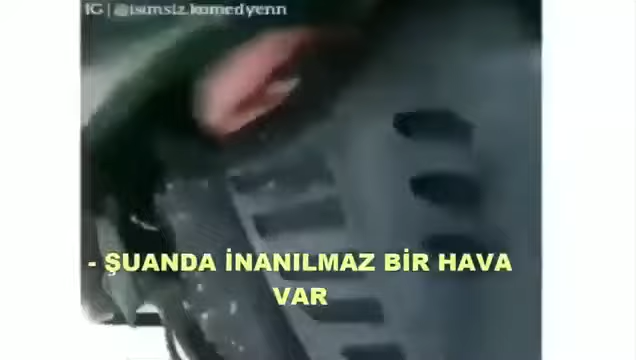 IG | @isimsiz.komedyenn
- ŞUANDA İNANILMAZ BİR HAVA
VAR